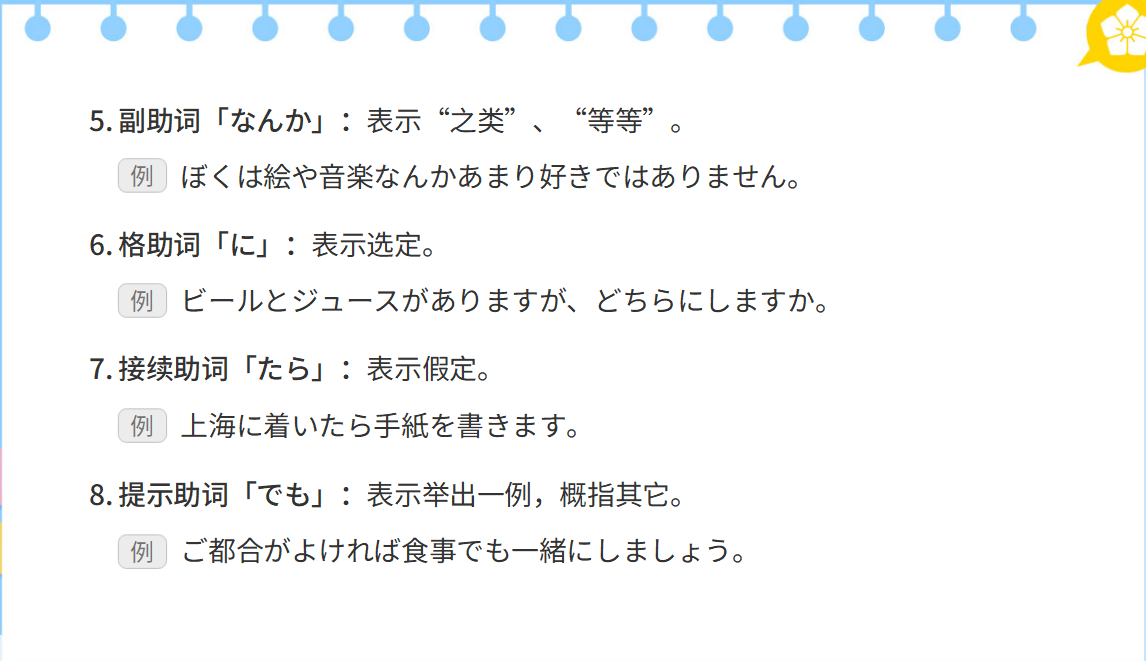 5. 副助词「なんか」：表示“之类”、“等等”。
例 ぼくは絵や音楽なんかあまり好きではありません。
6. 格助词「に」：表示选定。
例 ビールとジュースがありますが、どちらにしますか。
7. 接续助词「たら」：表示假定。
例 上海に着いたら手紙を書きます。
8. 提示助词「でも」：表示举出一例，概指其它。
例 ご都合がよければ食事でも一緒にしましょう。